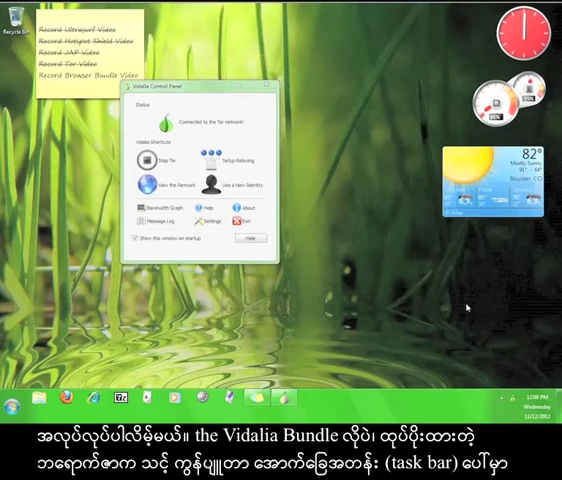 Recycle Bin
Record Ultrasurf Video
Record Hotspot Shield Video
Record JAP Video
Record Tor Video
Record Browser Bundle Video
Vidalia Control Panel
Status
Connected to the Tor network!
Vidalia Shortcuts
Stop Tor
Setup Relaying
View the Network
Use a New Identity
Bandwidth Graph
Help
About
Message Log
Settings
Exit
Show this window on startup
Hide
82°
Mostly Sunny
91° - 64°
Boulder, CO
12:00 PM
Wednesday
12/12/2012
အလုပ်လုပ်ပါလိမ့်မယ်။ the Vidalia Bundle လိုပဲ၊ ထုပ်ပိုးထားတဲ့
ဘရောက်ဇာက သင့် ကွန်ပျူတာ အောက်ခြေအတန်း (task bar) ပေါ်မှာ